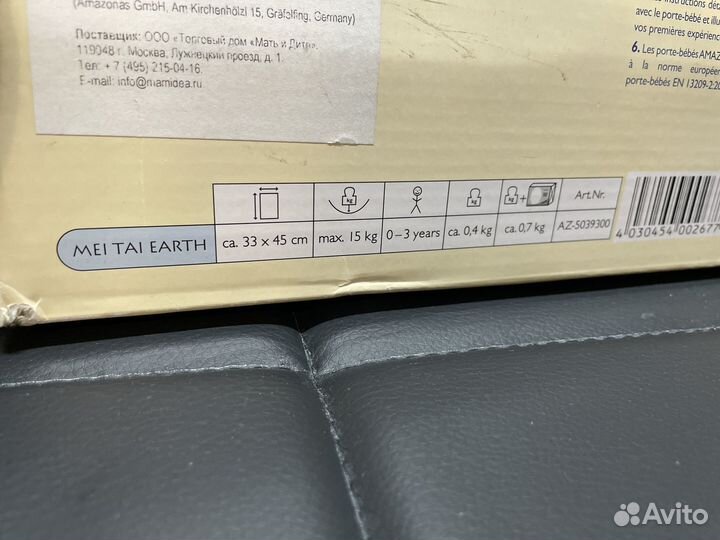 (Amazonas GmbH, Am Kirchenhölzl 15, Gräfelfing, Germany)
Поставщик: ООО «Торговый дом «Мать и Дитя»,
119048 г. Москва, Лужнецкий проезд, д. 1.
Тел: + 7 (495) 215-04-16.
E-mail: info@mamidea.ru
instructions
avec le porte-bébé et
vos premières
6. Les porte-bébés
à la norme
porte-bébés EN 13209-2:20
kg kg kg Art.Nr.
MEI TAI EARTH ca. 33 x 45 cm max. 15 kg 0–3 years ca. 0,4 kg ca. 0,7 kg AZ-5039300
4 030454 002677
Avito